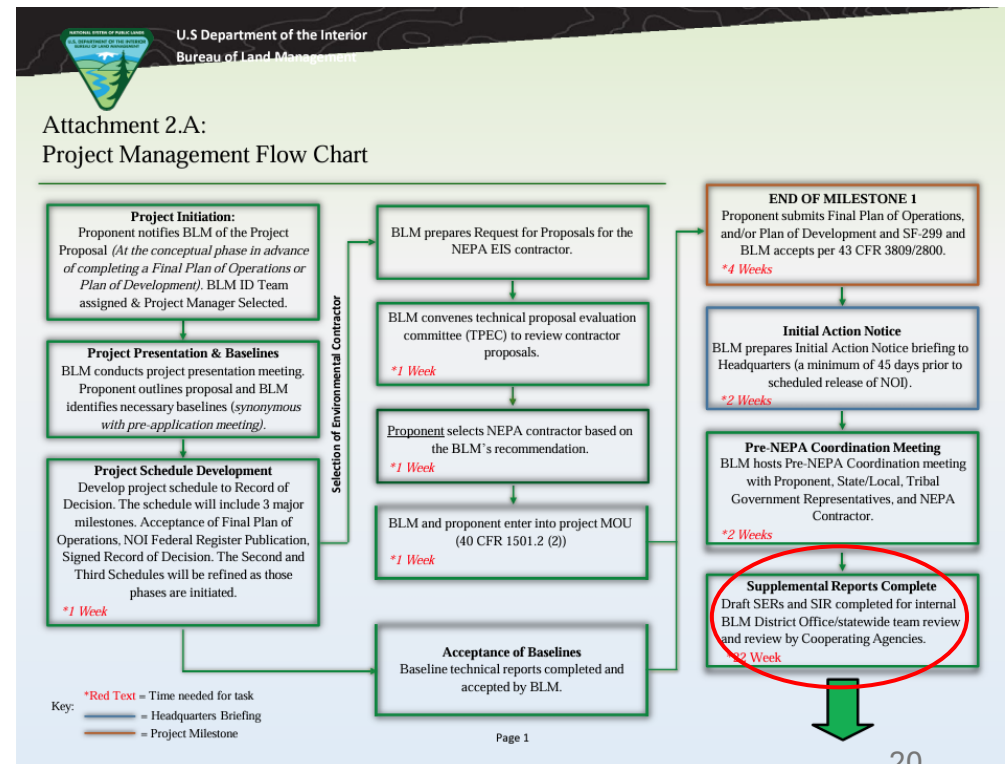 NATIONAL SYSTEM OF PUBLIC LANDS
U.S. DEPARTMENT OF THE INTERIOR
BUREAU OF LAND MANAGEMENT
U.S Department of the Interior
Bureau of Land Management
Attachment 2.A:
Project Management Flow Chart
Project Initiation:
Proponent notifies BLM of the Project
Proposal (At the conceptual phase in advance
of completing a Final Plan of Operations or
Plan of Development). BLM ID Team
assigned & Project Manager Selected.
Project Presentation & Baselines
BLM conducts project presentation meeting.
Proponent outlines proposal and BLM
identifies necessary baselines (synonymous
with pre-application meeting).
Project Schedule Development
Develop project schedule to Record of
Decision. The schedule will include 3 major
milestones. Acceptance of Final Plan of
Operations, NOI Federal Register Publication,
Signed Record of Decision. The Second and
Third Schedules will be refined as those
phases are initiated.
*1 Week
Selection of Environmental Contractor
BLM prepares Request for Proposals for the
NEPA EIS contractor.
BLM convenes technical proposal evaluation
committee (TPEC) to review contractor
proposals.
*1 Week
Proponent selects NEPA contractor based on
the BLM's recommendation.
*1 Week
BLM and proponent enter into project MOU
(40 CFR 1501.2 (2))
*1 Week
Acceptance of Baselines
Baseline technical reports completed and
accepted by BLM.
END OF MILESTONE 1
Proponent submits Final Plan of Operations,
and/or Plan of Development and SF-299 and
BLM accepts per 43 CFR 3809/2800.
*4 Weeks
Initial Action Notice
BLM prepares Initial Action Notice briefing to
Headquarters (a minimum of 45 days prior to
scheduled release of NOI).
*2 Weeks
Pre-NEPA Coordination Meeting
BLM hosts Pre-NEPA Coordination meeting
with Proponent, State/Local, Tribal
Government Representatives, and NEPA
Contractor.
*2 Weeks
Supplemental Reports Complete
Draft SERs and SIR completed for internal
BLM District Office/statewide team review
and review by Cooperating Agencies.
*22 Week
Key:
*Red Text = Time needed for task
= Headquarters Briefing
= Project Milestone
Page 1
20